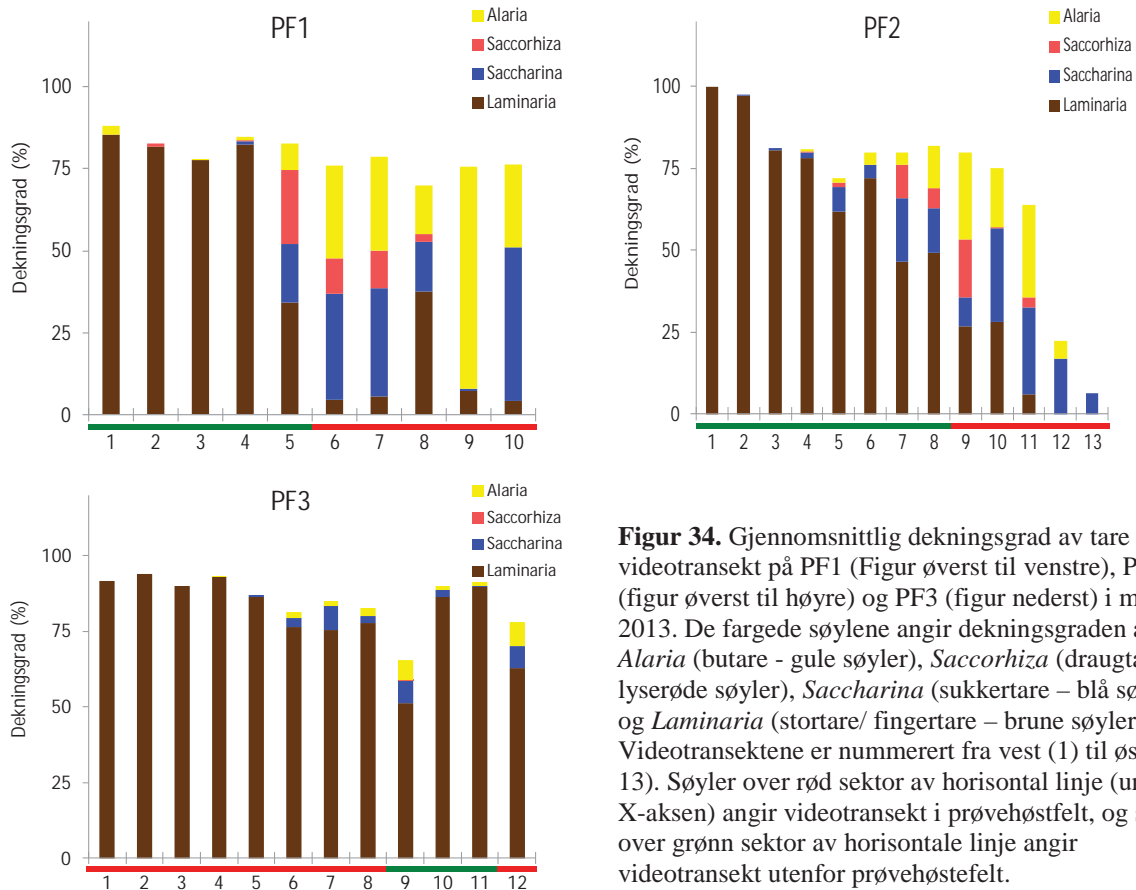 PF1
Alaria
Saccorhiza
Saccharina
Laminaria
Dekningsgrad (%)
100
75
50
25
0
1 2 3 4 5 6 7 8 9 10
PF2
Alaria
Saccorhiza
Saccharina
Laminaria
Dekningsgrad (%)
100
75
50
25
0
1 2 3 4 5 6 7 8 9 10 11 12 13
PF3
Alaria
Saccorhiza
Saccharina
Laminaria
Dekningsgrad (%)
100
75
50
25
0
1 2 3 4 5 6 7 8 9 10 11 12
Figur 34. Gjennomsnittlig dekningsgrad av tare
videotransekt på PF1 (Figur øverst til venstre), P
(figur øverst til høyre) og PF3 (figur nederst) i m
2013. De fargede søylene angir dekningsgraden a
Alaria (butare - gule søyler), Saccorhiza (draugta
lyserøde søyler), Saccharina (sukkertare – blå sø
og Laminaria (stortare/ fingertare – brune søyler
Videotransektene er nummerert fra vest (1) til øs
13). Søyler over rød sektor av horisontal linje (un
X-aksen) angir videotransekt i prøvehøstfelt, og s
over grønn sektor av horisontale linje angir
videotransekt utenfor prøvehøstefelt.